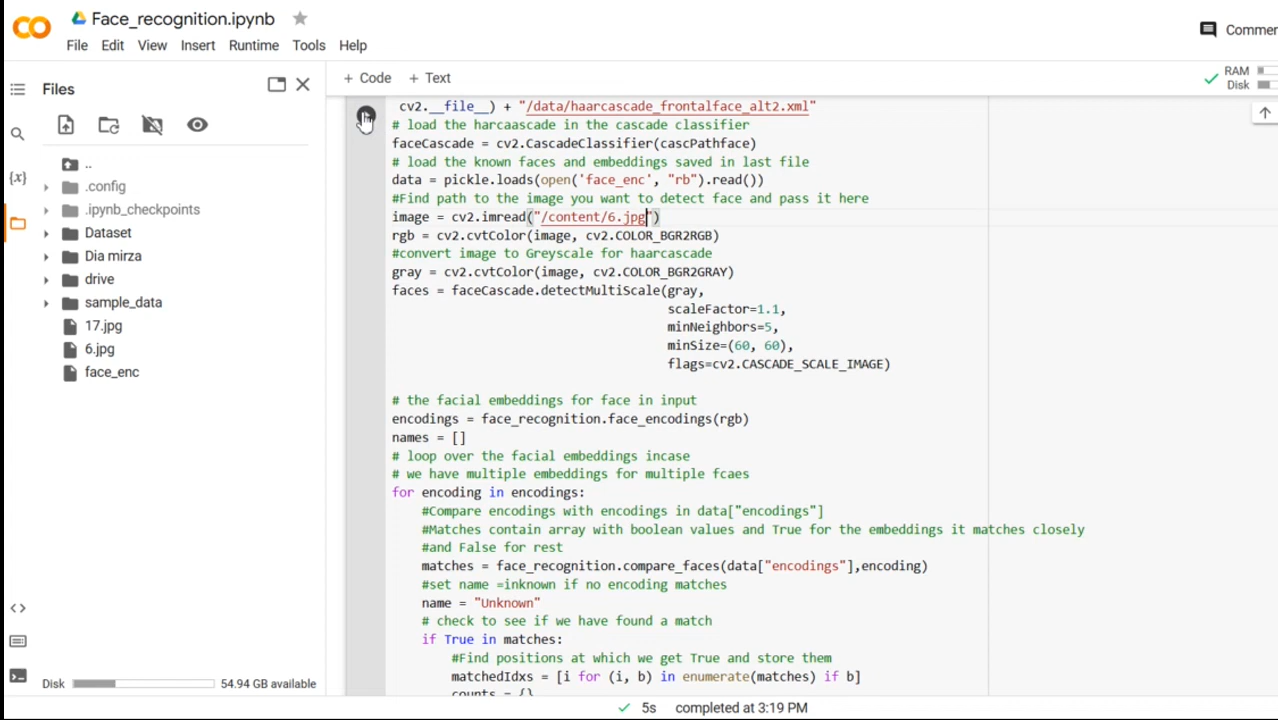 Face_recognition.ipynb
File Edit View Insert Runtime Tools Help
Commen
Files
+ Code + Text
RAM
Disk
..
.config
.ipynb_checkpoints
Dataset
Dia mirza
drive
sample_data
17.jpg
6.jpg
face_enc
{x}
<>
Disk 54.94 GB available
cv2.__file__) + "/data/haarcascade_frontalface_alt2.xml"
# load the harcaascade in the cascade classifier
faceCascade = cv2.CascadeClassifier(cascPathface)
# load the known faces and embeddings saved in last file
data = pickle.loads(open('face_enc', "rb").read())
#Find path to the image you want to detect face and pass it here
image = cv2.imread("/content/6.jpg")
rgb = cv2.cvtColor(image, cv2.COLOR_BGR2RGB)
#convert image to Greyscale for haarcascade
gray = cv2.cvtColor(image, cv2.COLOR_BGR2GRAY)
faces = faceCascade.detectMultiScale(gray,
scaleFactor=1.1,
minNeighbors=5,
minSize=(60, 60),
flags=cv2.CASCADE_SCALE_IMAGE)
# the facial embeddings for face in input
encodings = face_recognition.face_encodings(rgb)
names = []
# loop over the facial embeddings incase
# we have multiple embeddings for multiple fcaes
for encoding in encodings:
#Compare encodings with encodings in data["encodings"]
#Matches contain array with boolean values and True for the embeddings it matches closely
#and False for rest
matches = face_recognition.compare_faces(data["encodings"],encoding)
#set name =inknown if no encoding matches
name = "Unknown"
# check to see if we have found a match
if True in matches:
#Find positions at which we get True and store them
matchedIdxs = [i for (i, b) in enumerate(matches) if b]
counts = {}
5s completed at 3:19 PM